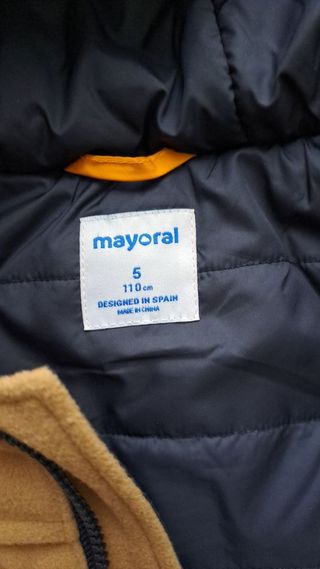 mayoral
5
110 cm
DESIGNED IN SPAIN
MADE IN CHINA